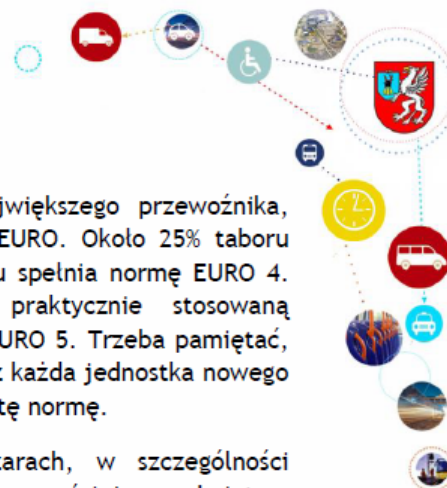 jwiększego przewoźnika,
EURO. Około 25% taboru
u spełnia normę EURO 4.
praktycznie stosowaną
URO 5. Trzeba pamiętać,
ż każda jednostka nowego
tę normę.
tarach, w szczególności